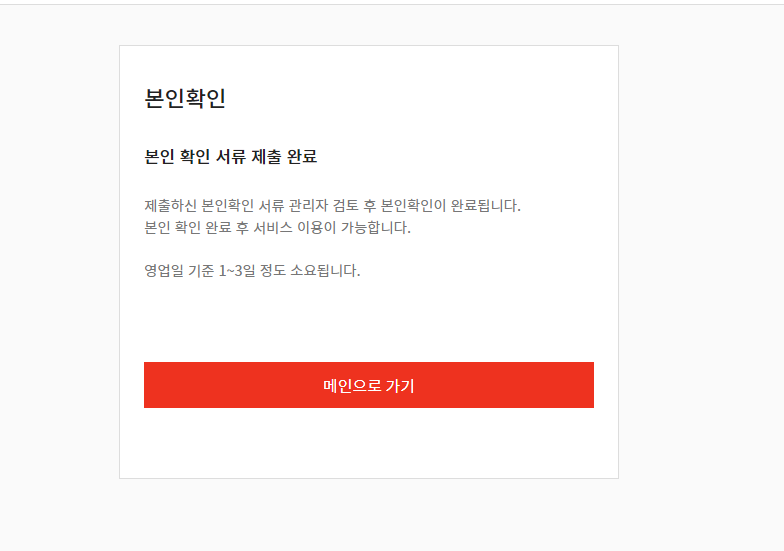 본인확인
본인 확인 서류 제출 완료
제출하신 본인확인 서류 관리자 검토 후 본인확인이 완료됩니다.
본인 확인 완료 후 서비스 이용이 가능합니다.
영업일 기준 1~3일 정도 소요됩니다.
메인으로 가기